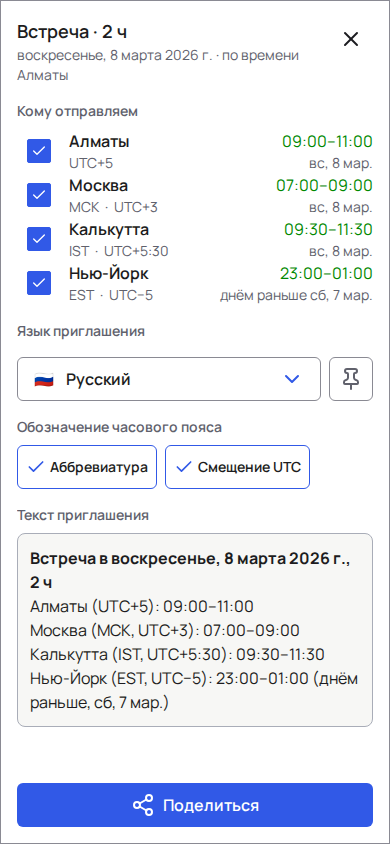 Встреча · 2 ч
воскресенье, 8 марта 2026 г. · по времени
Алматы
Кому отправляем
Алматы 09:00–11:00
UTC+5 вс, 8 мар.
Москва 07:00–09:00
МСК · UTC+3 вс, 8 мар.
Калькутта 09:30–11:30
IST · UTC+5:30 вс, 8 мар.
Нью-Йорк 23:00–01:00
EST · UTC−5 днём раньше сб, 7 мар.
Язык приглашения
Русский
Обозначение часового пояса
Аббревиатура Смещение UTC
Текст приглашения
Встреча в воскресенье, 8 марта 2026 г.,
2 ч
Алматы (UTC+5): 09:00–11:00
Москва (МСК, UTC+3): 07:00–09:00
Калькутта (IST, UTC+5:30): 09:30–11:30
Нью-Йорк (EST, UTC−5): 23:00–01:00 (днём
раньше, сб, 7 мар.)
Поделиться